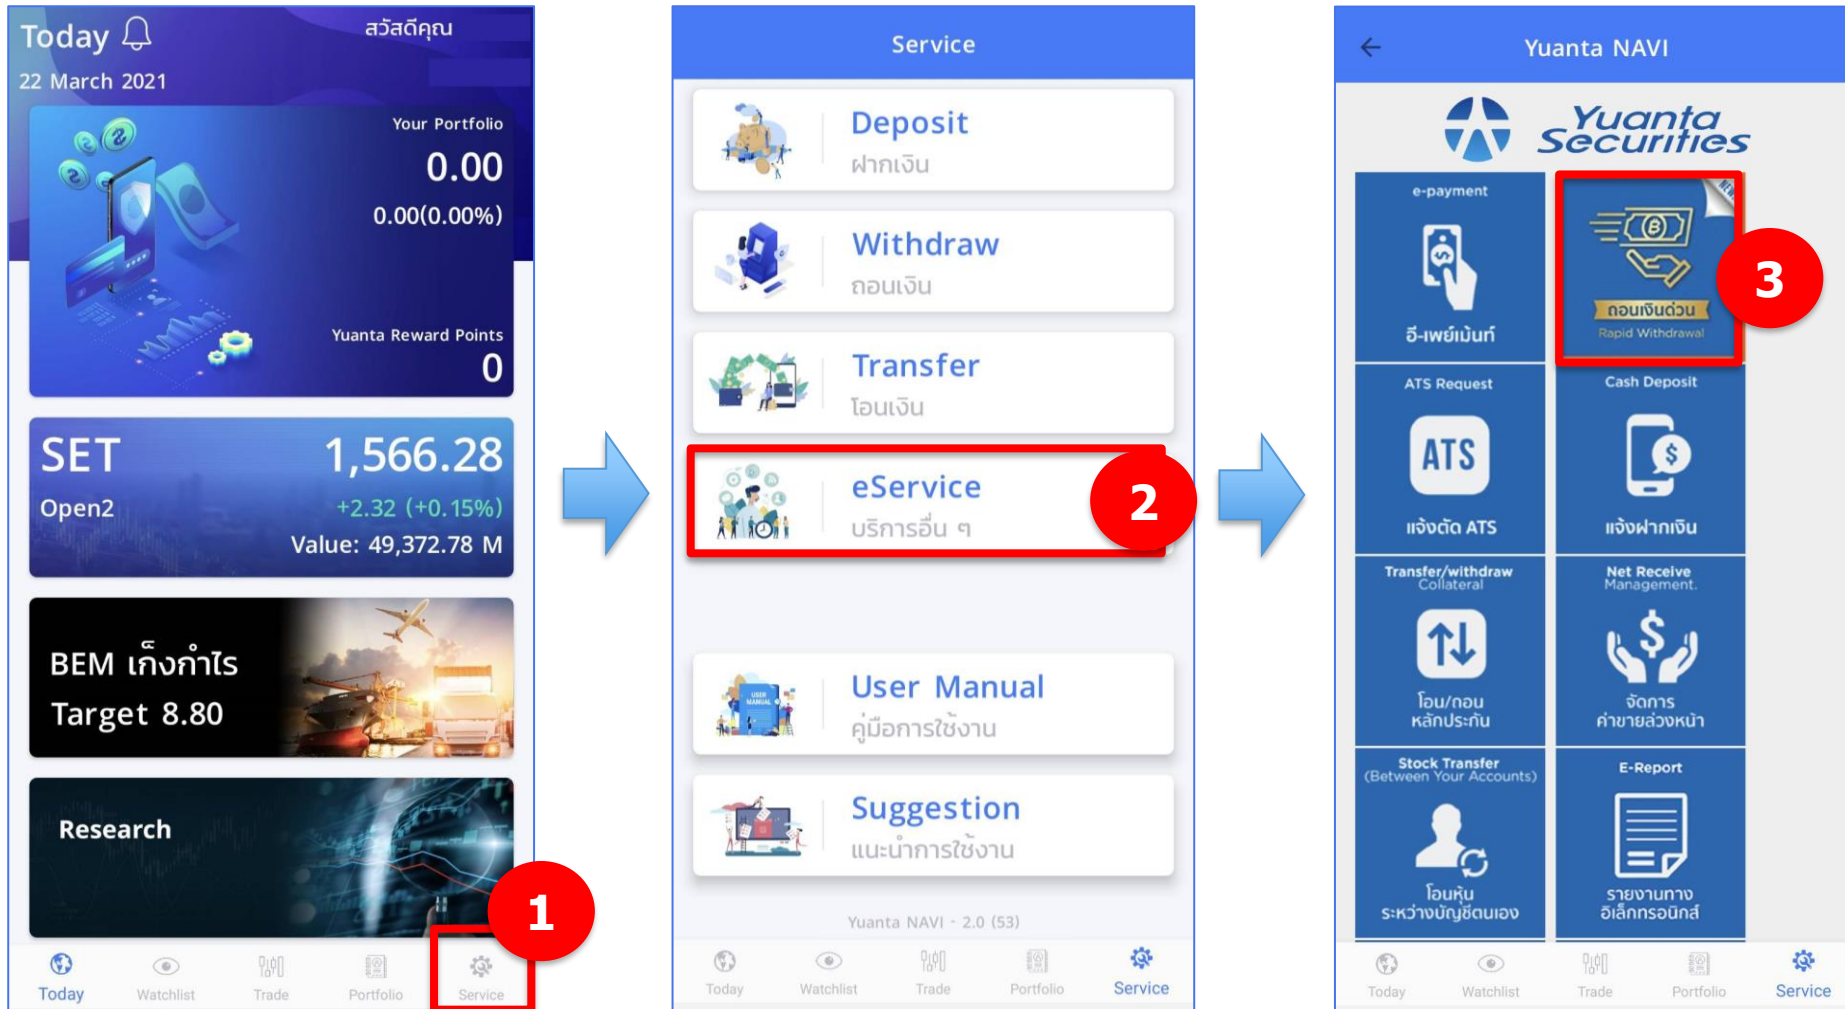 Today
สวัสดีคุณ
22 March 2021
Your Portfolio
0.00
0.00(0.00%)
Yuanta Reward Points
0
SET
1,566.28
Open2
+2.32 (+0.15%)
Value: 49,372.78 M
BEM เก็งกำไร
Target 8.80
Research
1
Today
Watchlist
Trade
Portfolio
Service
Service
Deposit
ฝากเงิน
Withdraw
ถอนเงิน
Transfer
โอนเงิน
eService
บริการอื่น ๆ
2
USER
MANUAL
User Manual
คู่มือการใช้งาน
Suggestion
แนะนำการใช้งาน
Yuanta NAVI - 2.0 (53)
Today
Watchlist
Trade
Portfolio
Service
Yuanta NAVI
Yuanta
Securities
e-payment
อี-เพย์เม้นท์
NEW
ถอนเงินด่วน
Rapid Withdrawal
3
ATS Request
ATS
แจ้งตัด ATS
Cash Deposit
แจ้งฝากเงิน
Transfer/withdraw
Collateral
โอน/ถอน
หลักประกัน
Net Receive
Management.
จัดการ
ค่าขายล่วงหน้า
Stock Transfer
(Between Your Accounts)
โอนหุ้น
ระหว่างบัญชีตนเอง
E-Report
รายงานทาง
อิเล็กทรอนิกส์
Today
Watchlist
Trade
Portfolio
Service